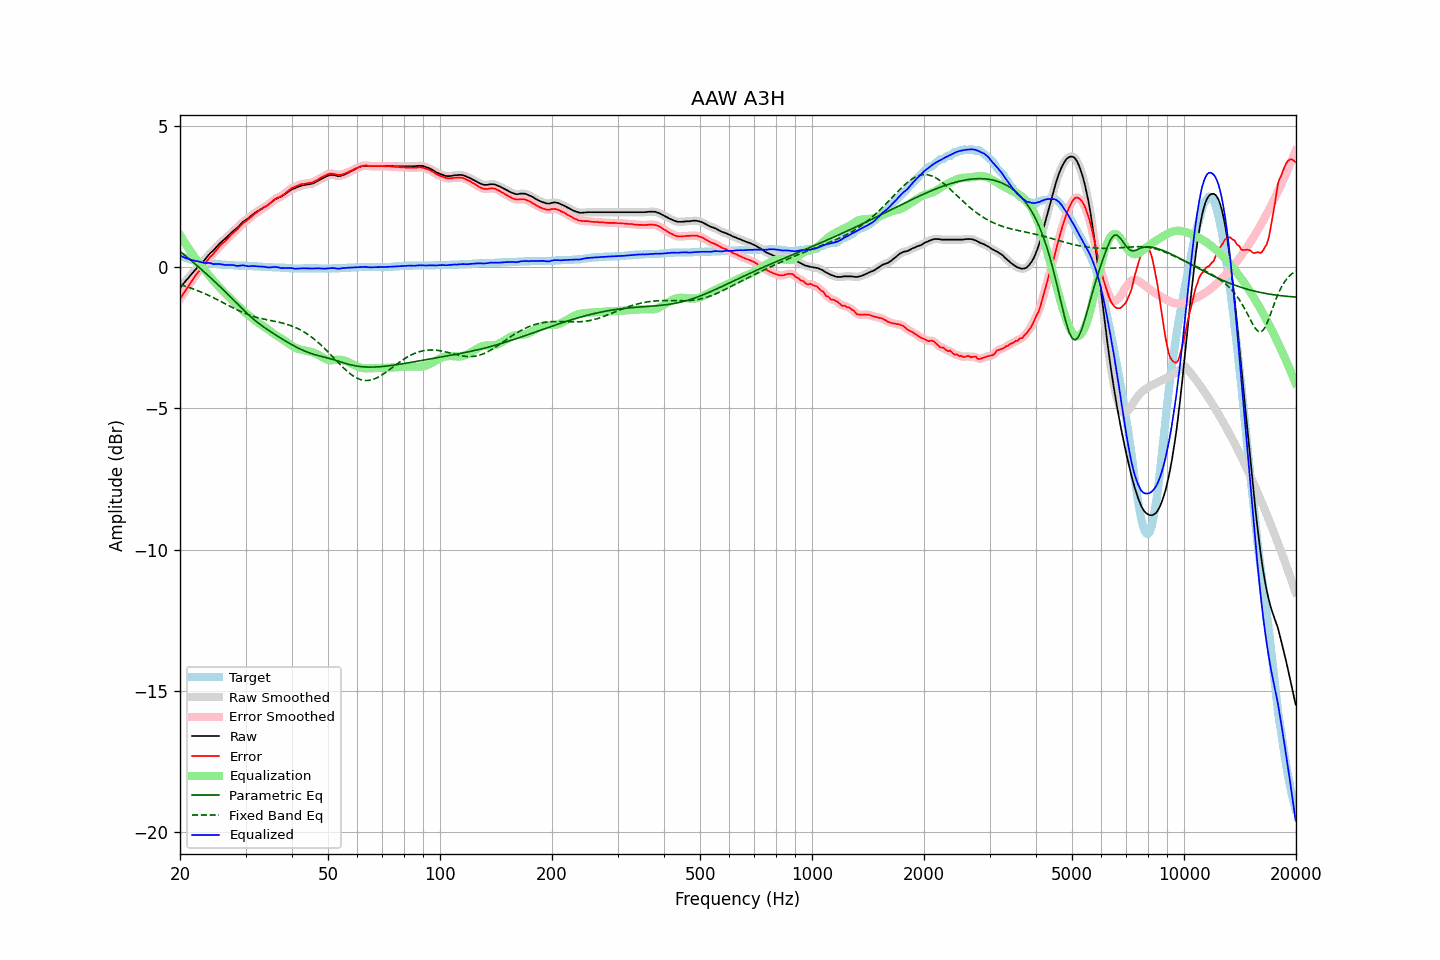 AAW A3H
5
0
−5
−10
−15
−20
Amplitude (dBr)
Target
Raw Smoothed
Error Smoothed
Raw
Error
Equalization
Parametric Eq
Fixed Band Eq
Equalized
20 50 100 200 500 1000 2000 5000 10000 20000
Frequency (Hz)